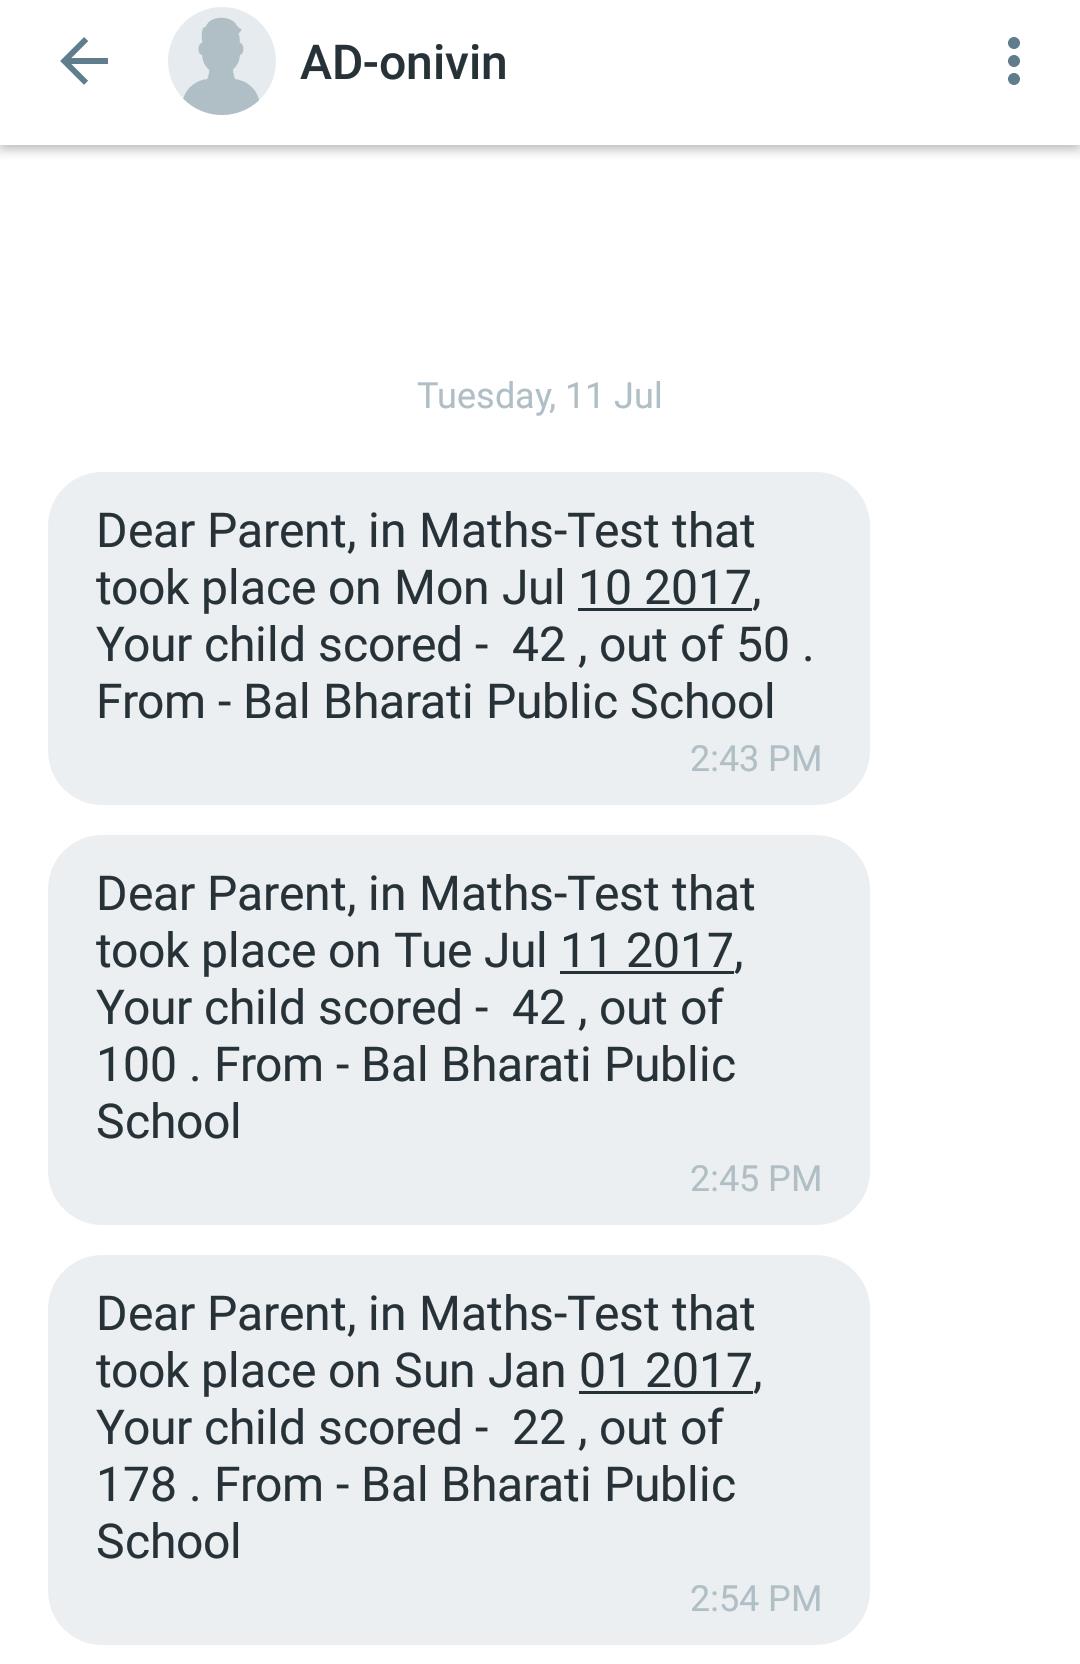 AD-onivin
Tuesday, 11 Jul
Dear Parent, in Maths-Test that
took place on Mon Jul 10 2017,
Your child scored -  42 , out of 50 .
From - Bal Bharati Public School
2:43 PM
Dear Parent, in Maths-Test that
took place on Tue Jul 11 2017,
Your child scored -  42 , out of
100 . From - Bal Bharati Public
School
2:45 PM
Dear Parent, in Maths-Test that
took place on Sun Jan 01 2017,
Your child scored -  22 , out of
178 . From - Bal Bharati Public
School
2:54 PM